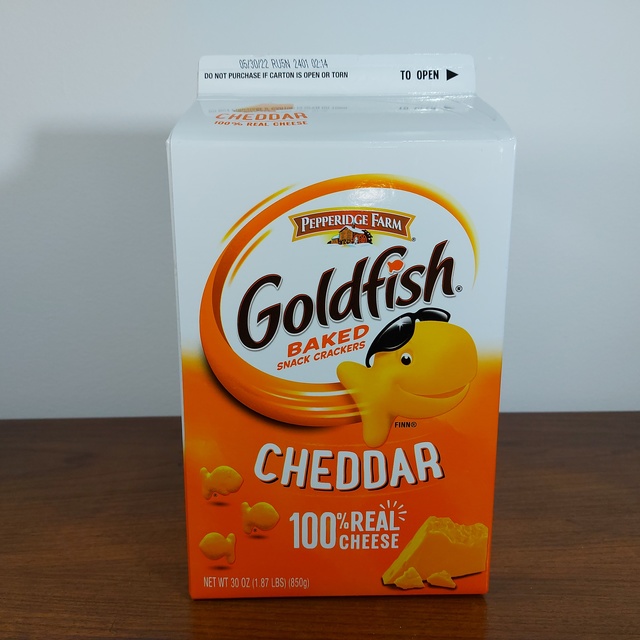 05/30/22 RU5N 2401 02:14
DO NOT PURCHASE IF CARTON IS OPEN OR TORN
TO OPEN ▶
CHEDDAR
100% REAL CHEESE
PEPPERIDGE FARM®
Goldfish®
BAKED
SNACK CRACKERS
FINN®
CHEDDAR
100% REAL
CHEESE
NET WT 30 OZ (1.87 LBS) (850g)